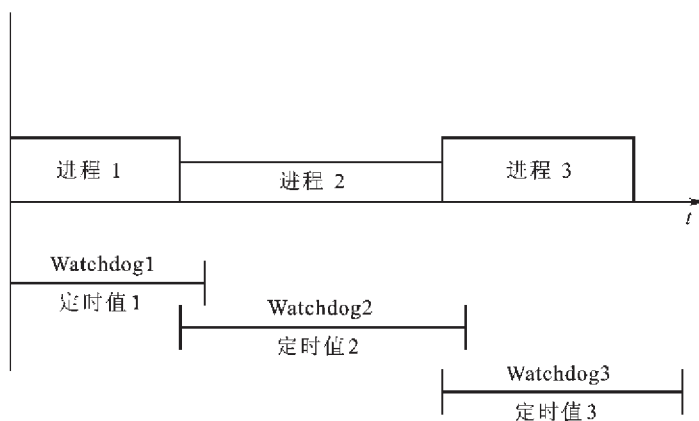 进程 1
进程 2
进程 3
t
Watchdog1
定时值1
Watchdog2
定时值2
Watchdog3
定时值3